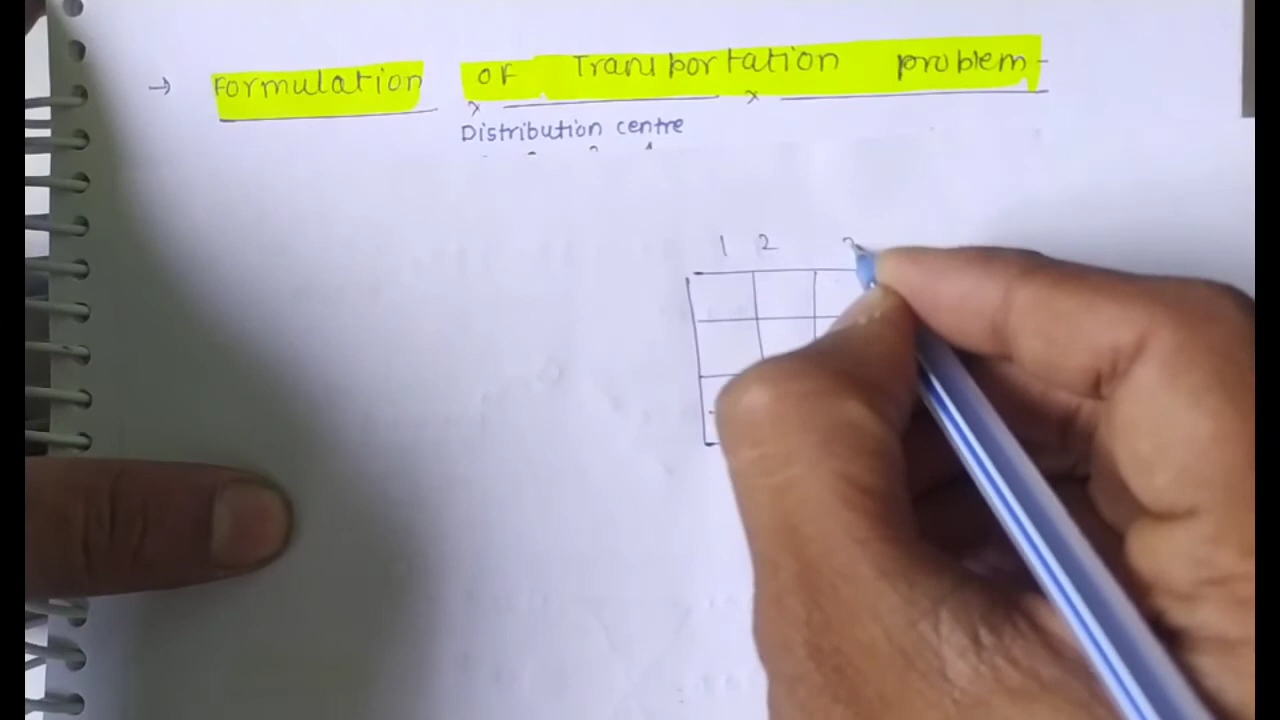 → Formulation OF Transportation problem-
Distribution centre
1 2